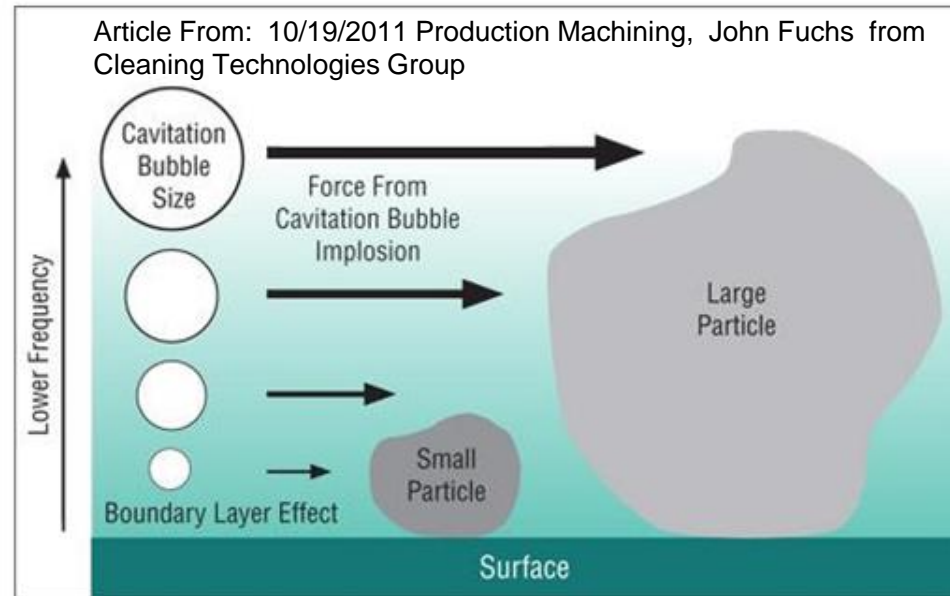 Article From:  10/19/2011 Production Machining,  John Fuchs  from
Cleaning Technologies Group
Cavitation
Bubble
Size
Force From
Cavitation Bubble
Implosion
Large
Particle
Lower Frequency
Small
Particle
Boundary Layer Effect
Surface